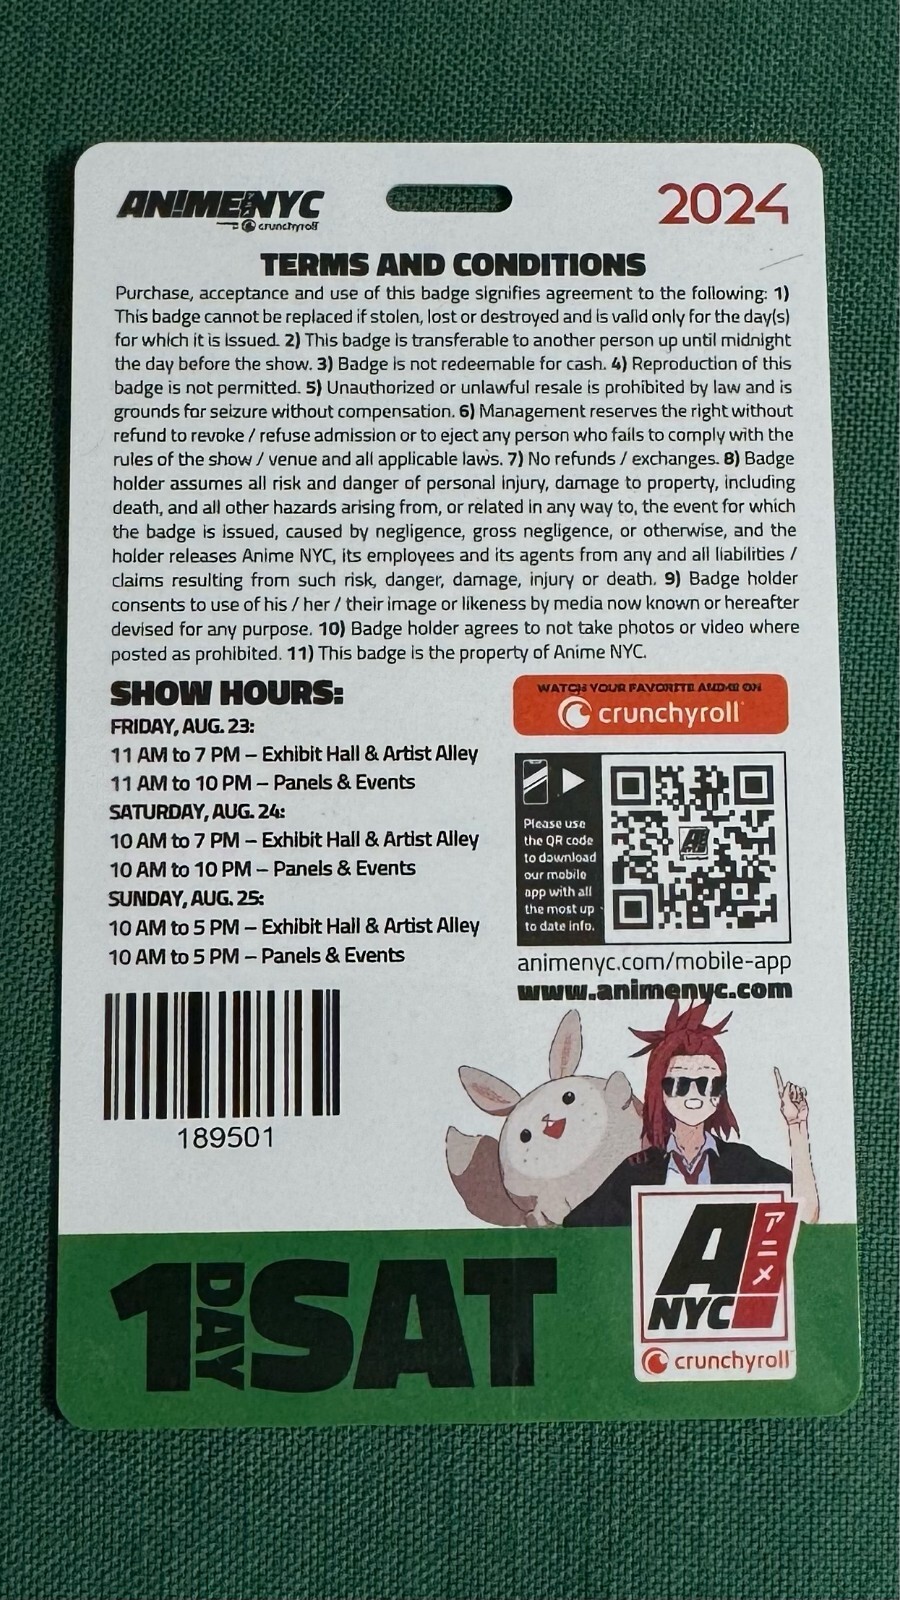 ANIMENYC
crunchyroll
2024
TERMS AND CONDITIONS
Purchase, acceptance and use of this badge signifies agreement to the following: 1)
This badge cannot be replaced if stolen, lost or destroyed and is valid only for the day(s)
for which it is issued. 2) This badge is transferable to another person up until midnight
the day before the show. 3) Badge is not redeemable for cash. 4) Reproduction of this
badge is not permitted. 5) Unauthorized or unlawful resale is prohibited by law and is
grounds for seizure without compensation. 6) Management reserves the right without
refund to revoke / refuse admission or to eject any person who fails to comply with the
rules of the show / venue and all applicable laws. 7) No refunds / exchanges. 8) Badge
holder assumes all risk and danger of personal injury, damage to property, including
death, and all other hazards arising from, or related in any way to, the event for which
the badge is issued, caused by negligence, gross negligence, or otherwise, and the
holder releases Anime NYC, its employees and its agents from any and all liabilities /
claims resulting from such risk, danger, damage, injury or death. 9) Badge holder
consents to use of his / her / their image or likeness by media now known or hereafter
devised for any purpose. 10) Badge holder agrees to not take photos or video where
posted as prohibited. 11) This badge is the property of Anime NYC.
SHOW HOURS:
FRIDAY, AUG. 23:
11 AM to 7 PM – Exhibit Hall & Artist Alley
11 AM to 10 PM – Panels & Events
SATURDAY, AUG. 24:
10 AM to 7 PM – Exhibit Hall & Artist Alley
10 AM to 10 PM – Panels & Events
SUNDAY, AUG. 25:
10 AM to 5 PM – Exhibit Hall & Artist Alley
10 AM to 5 PM – Panels & Events
WATCH YOUR FAVORITE ANIME ON
crunchyroll
Please use
the QR code
to download
our mobile
app with all
the most up
to date info.
animenyc.com/mobile-app
www.animenyc.com
189501
1 DAY SAT
A
アニメ
NYC
crunchyroll